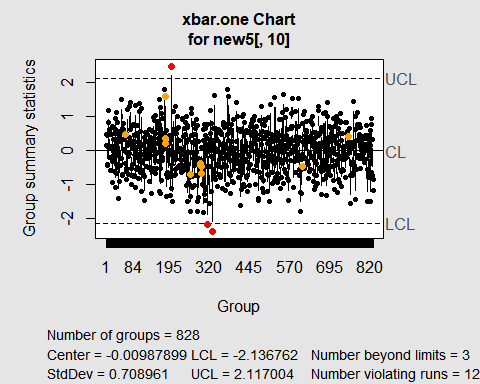 xbar.one Chart
for new5[, 10]
Group summary statistics
2
1
0
-1
-2
UCL
CL
LCL
1 84 195 320 445 570 695 820
Group
Number of groups = 828
Center = -0.00987899 LCL = -2.136762 Number beyond limits = 3
StdDev = 0.708961 UCL = 2.117004 Number violating runs = 12